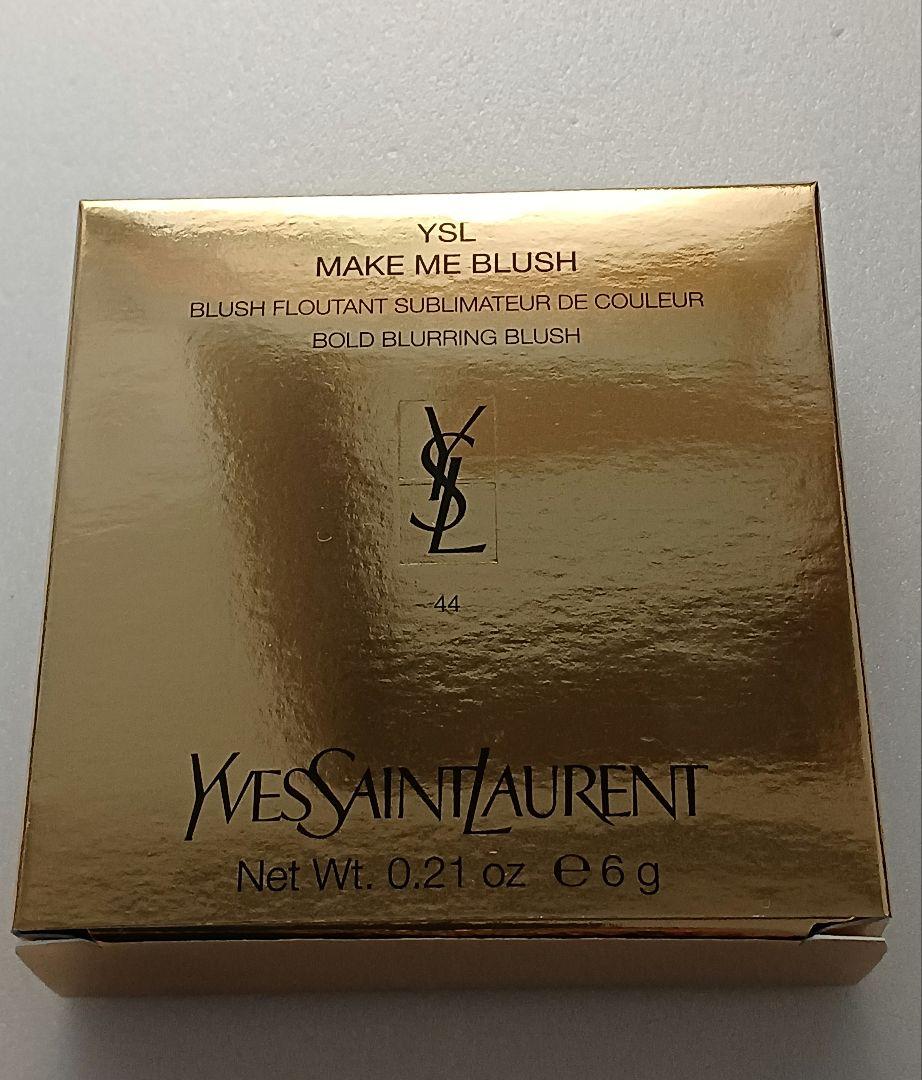 YSL
MAKE ME BLUSH
BLUSH FLOUTANT SUBLIMATEUR DE COULEUR
BOLD BLURRING BLUSH
YSL
44
YVESSAINTLAURENT
Net Wt. 0.21 oz ℮ 6 g